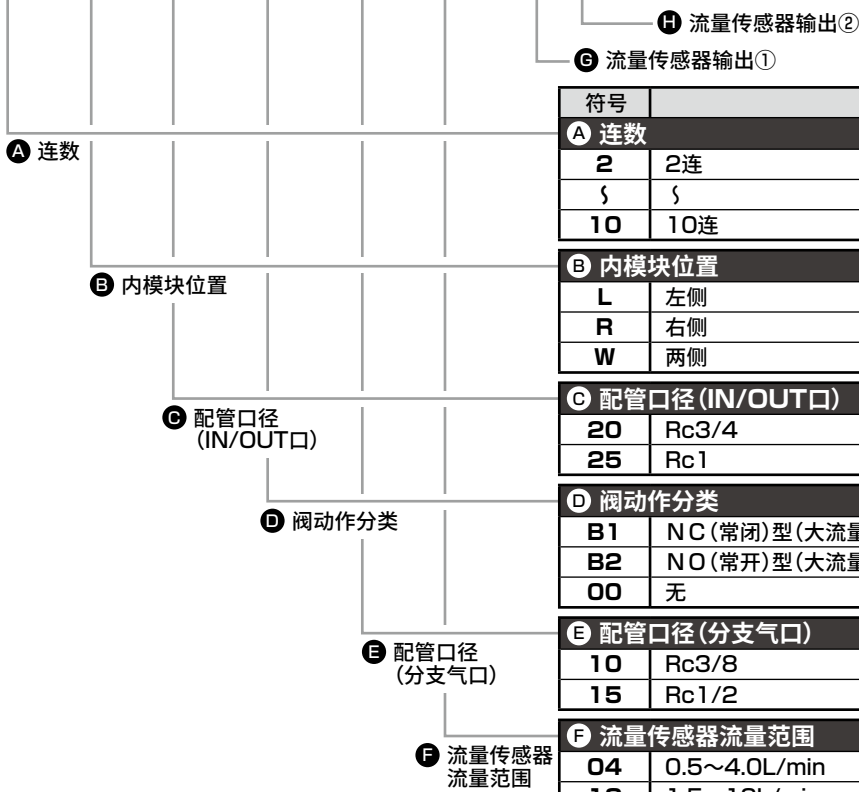 H 流量传感器输出②
G 流量传感器输出①
符号
A 连数
2 2连
∫ ∫
10 10连
A 连数
B 内模块位置
L 左侧
R 右侧
W 两侧
B 内模块位置
C 配管口径(IN/OUT口)
20 Rc3/4
25 Rc1
C 配管口径
(IN/OUT口)
D 阀动作分类
B1 NC(常闭)型(大流量
B2 NO(常开)型(大流量
00 无
D 阀动作分类
E 配管口径(分支气口)
10 Rc3/8
15 Rc1/2
E 配管口径
(分支气口)
F 流量传感器流量范围
04 0.5～4.0L/min
F 流量传感器
流量范围